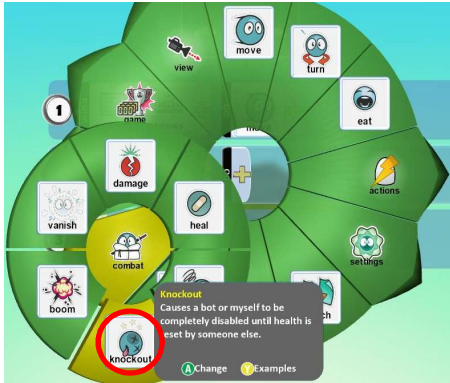 move
view
turn
1
game
eat
damage
actions
vanish
heal
combat
settings
boom
Knockout
Causes a bot or myself to be
completely disabled until health is
reset by someone else.
A Change Y Examples
knockout